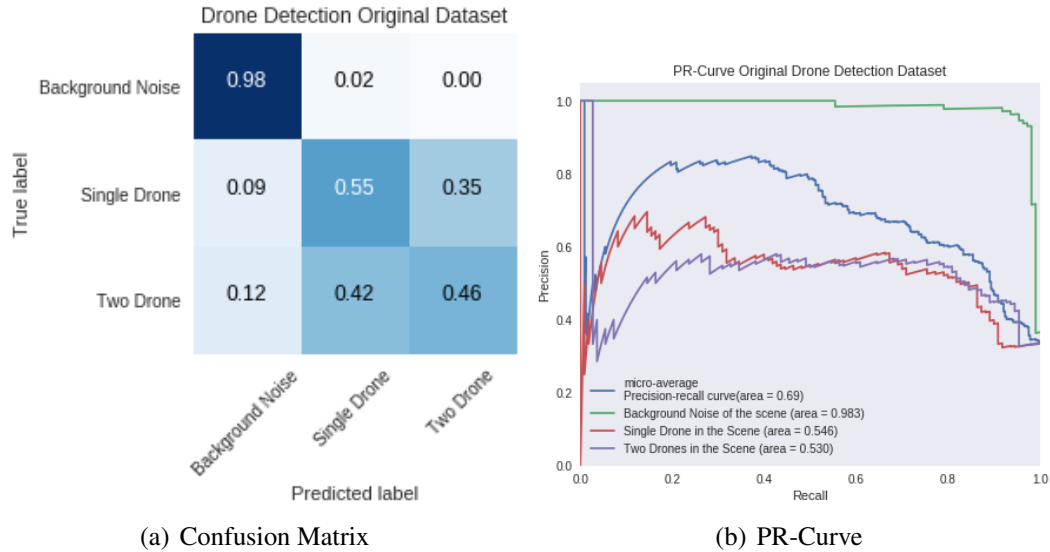 Drone Detection Original Dataset
True label
Background Noise
0.98
0.02
0.00
Single Drone
0.09
0.55
0.35
Two Drone
0.12
0.42
0.46
Background Noise
Single Drone
Two Drone
Predicted label
(a) Confusion Matrix
PR-Curve Original Drone Detection Dataset
Precision
1.0
0.8
0.6
0.4
0.2
0.0
micro-average
Precision-recall curve(area = 0.69)
Background Noise of the scene (area = 0.983)
Single Drone in the Scene (area = 0.546)
Two Drones in the Scene (area = 0.530)
0.0
0.2
0.4
0.6
0.8
1.0
Recall
(b) PR-Curve